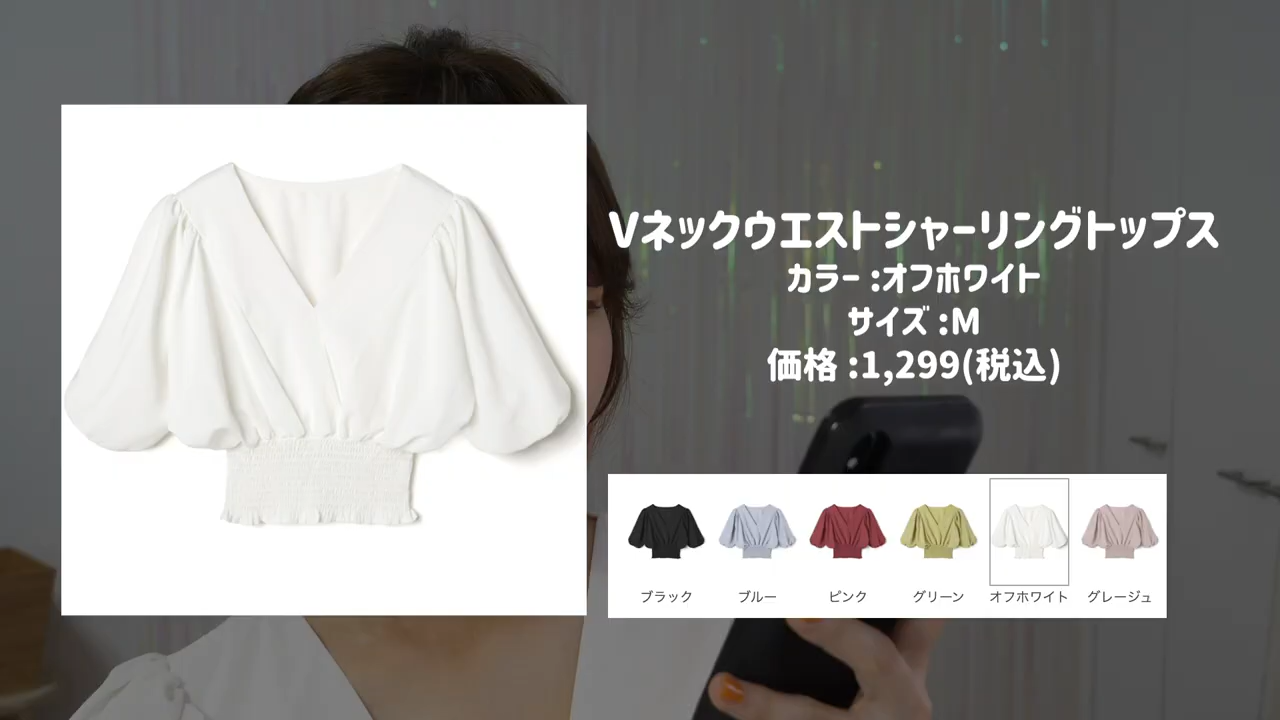 Vネックウエストシャーリングトップス
カラー :オフホワイト
サイズ :M
価格 :1,299(税込)
ブラック
ブルー
ピンク
グリーン
オフホワイト
グレージュ